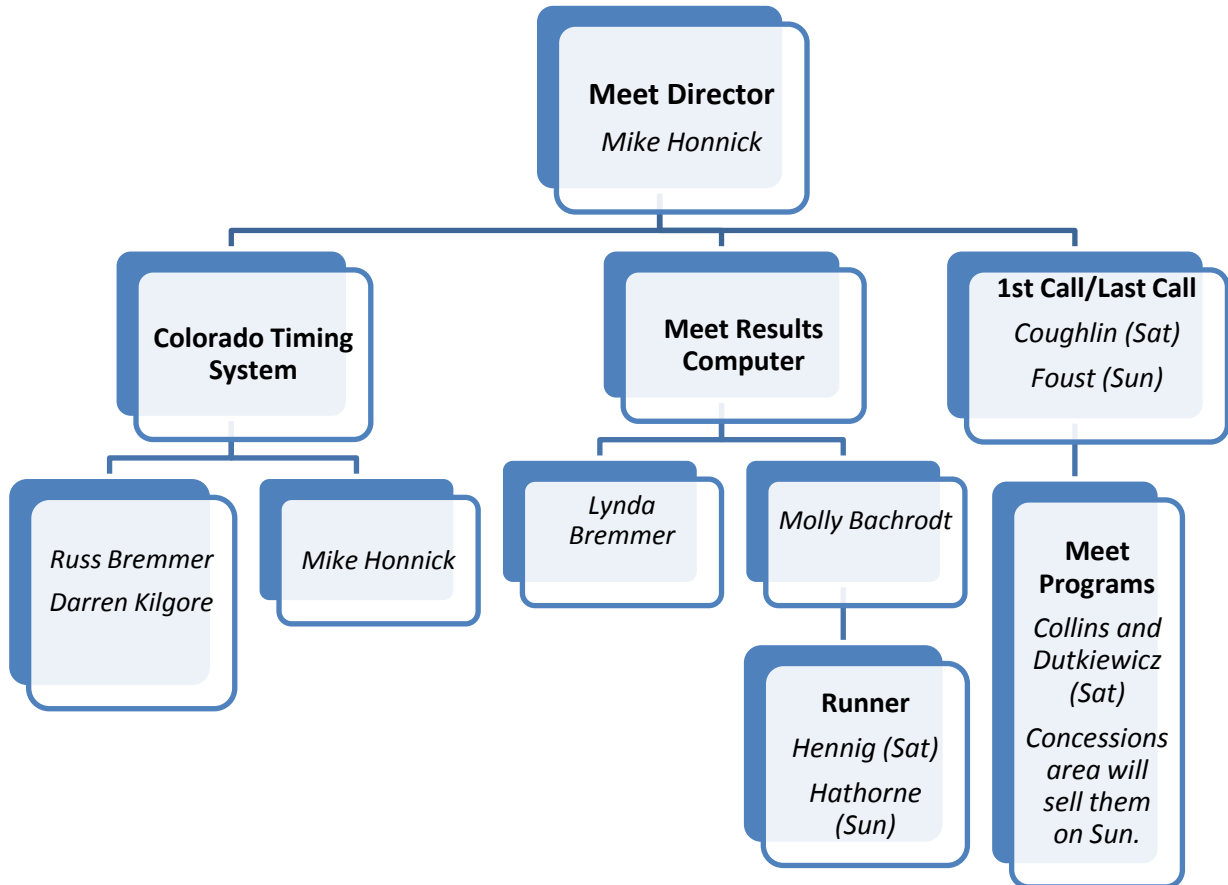 Meet Director
Mike Honnick
Colorado Timing
System
Meet Results
Computer
1st Call/Last Call
Coughlin (Sat)
Foust (Sun)
Russ Bremmer
Darren Kilgore
Mike Honnick
Lynda
Bremmer
Molly Bachrodt
Runner
Hennig (Sat)
Hathorne
(Sun)
Meet
Programs
Collins and
Dutkiewicz
(Sat)
Concessions
area will
sell them
on Sun.